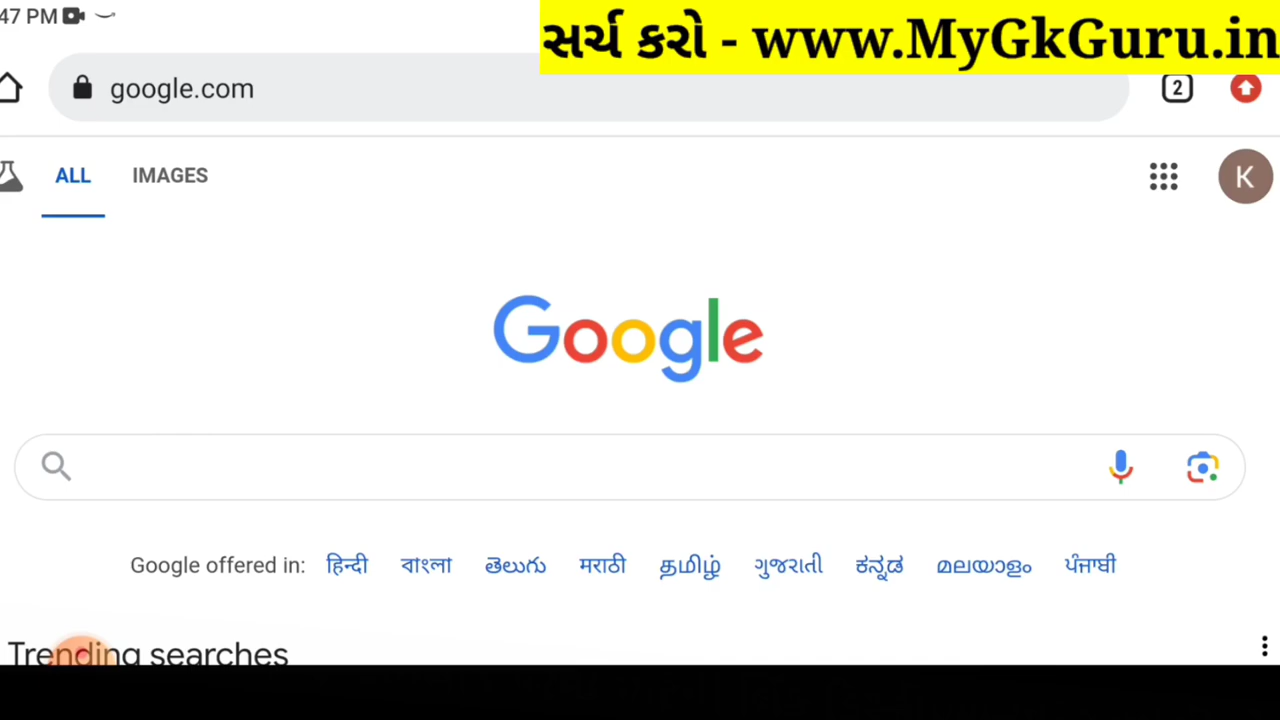 47 PM
સર્ચ કરો - www.MyGkGuru.in
google.com
2
ALL IMAGES
K
Google
Google offered in: हिन्दी বাংলা తెలుగు मराठी தமிழ் ગુજરાતી ಕನ್ನಡ മലയാളം ਪੰਜਾਬੀ
Trending searches